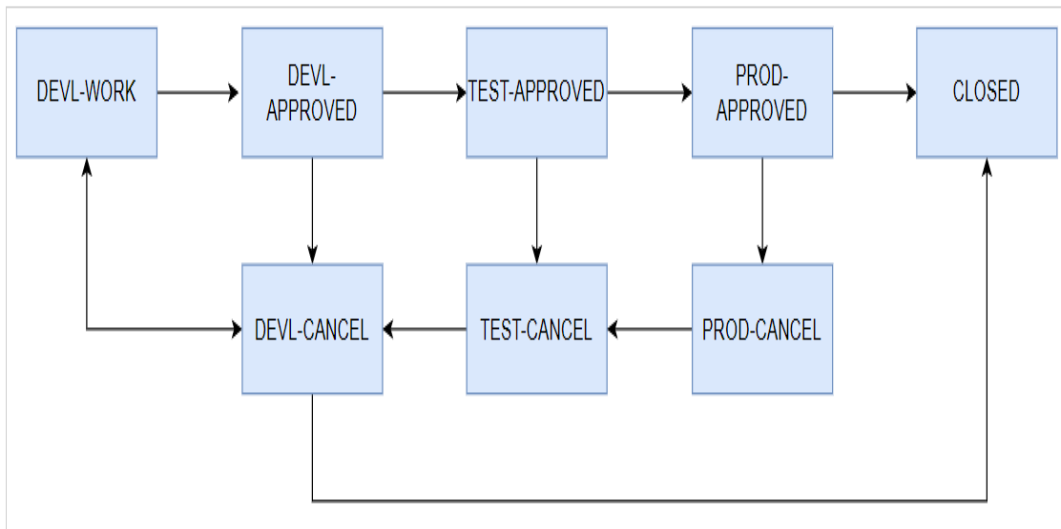 DEVL-WORK
DEVL-
APPROVED
TEST-APPROVED
PROD-
APPROVED
CLOSED
DEVL-CANCEL
TEST-CANCEL
PROD-CANCEL